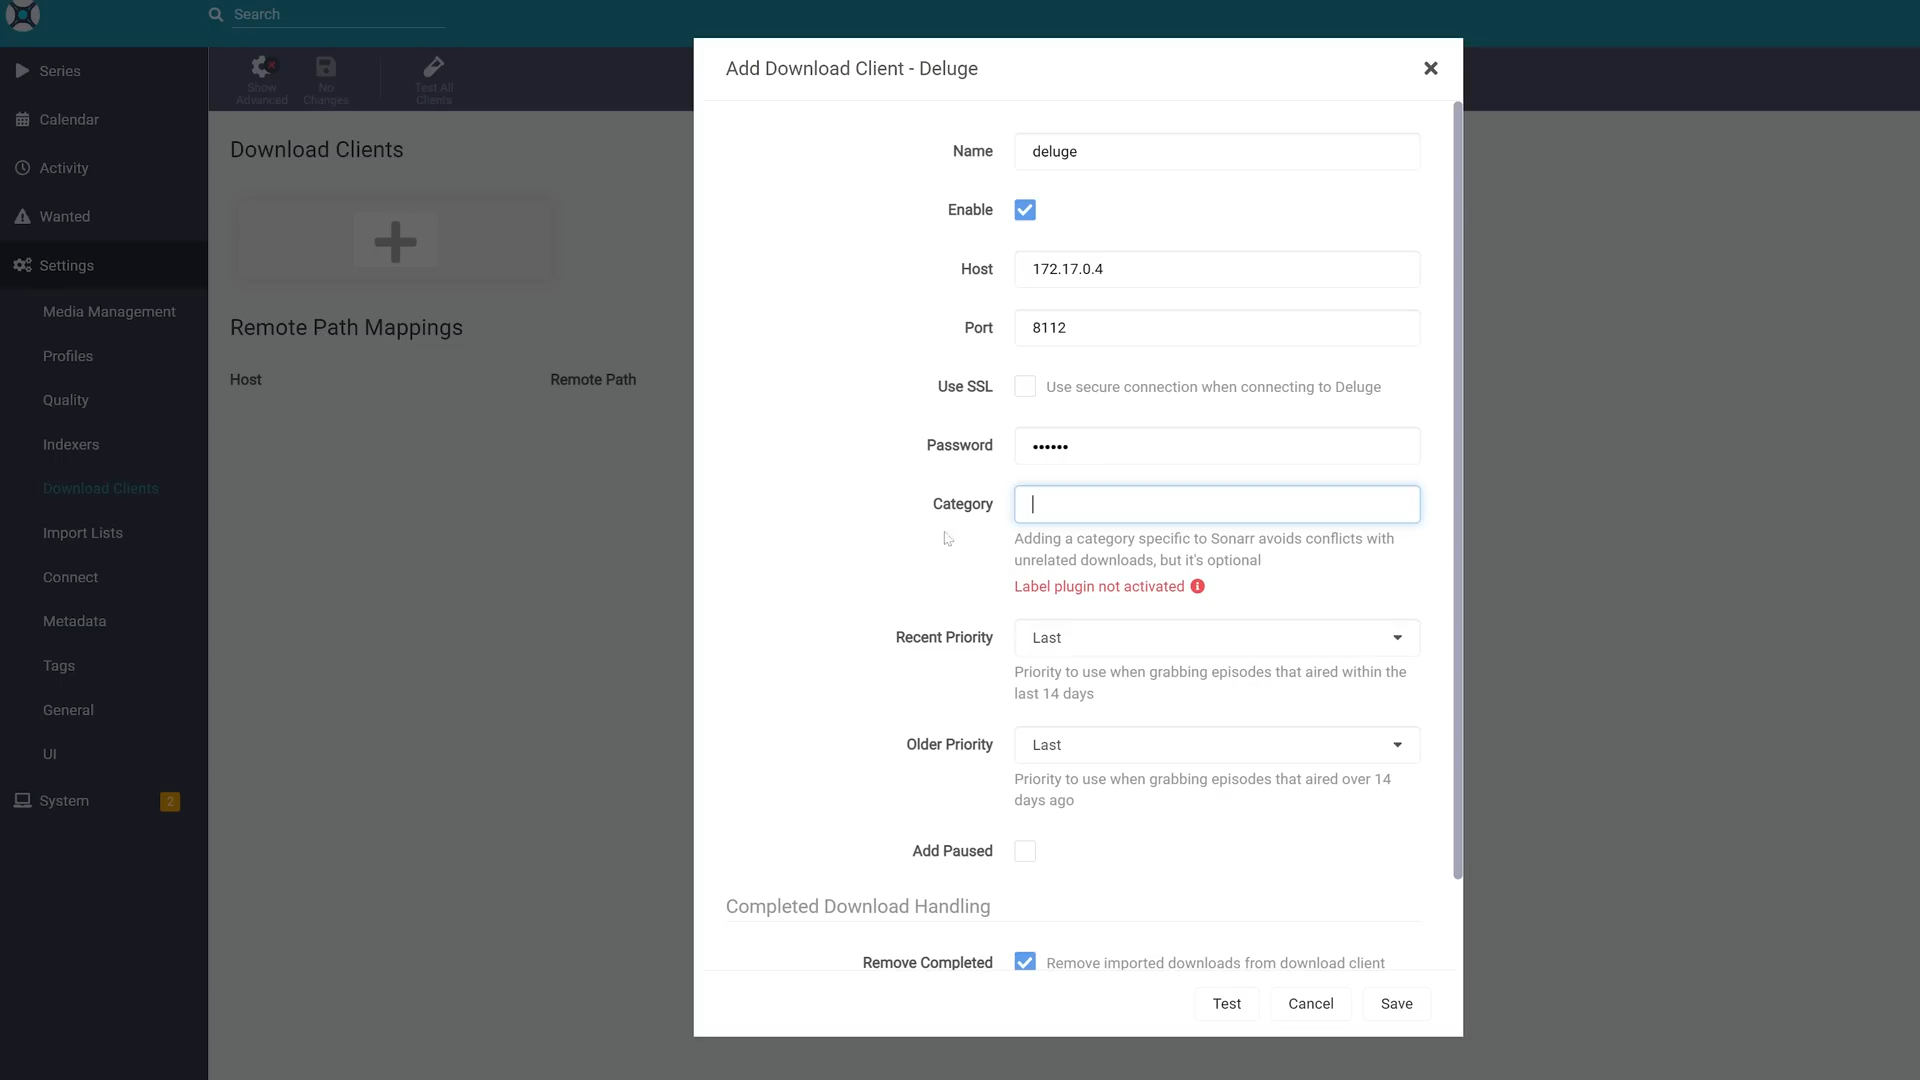 Search
Series
Calendar
Activity
Wanted
Settings
Media Management
Profiles
Quality
Indexers
Download Clients
Import Lists
Connect
Metadata
Tags
General
UI
System
2
Show
Advanced
No
Changes
Test All
Clients
Download Clients
Remote Path Mappings
Host
Remote Path
Add Download Client - Deluge
Name
deluge
Enable
Host
172.17.0.4
Port
8112
Use SSL
Use secure connection when connecting to Deluge
Password
••••••
Category
Adding a category specific to Sonarr avoids conflicts with
unrelated downloads, but it's optional
Label plugin not activated
Recent Priority
Last
Priority to use when grabbing episodes that aired within the
last 14 days
Older Priority
Last
Priority to use when grabbing episodes that aired over 14
days ago
Add Paused
Completed Download Handling
Remove Completed
Remove imported downloads from download client
Test
Cancel
Save